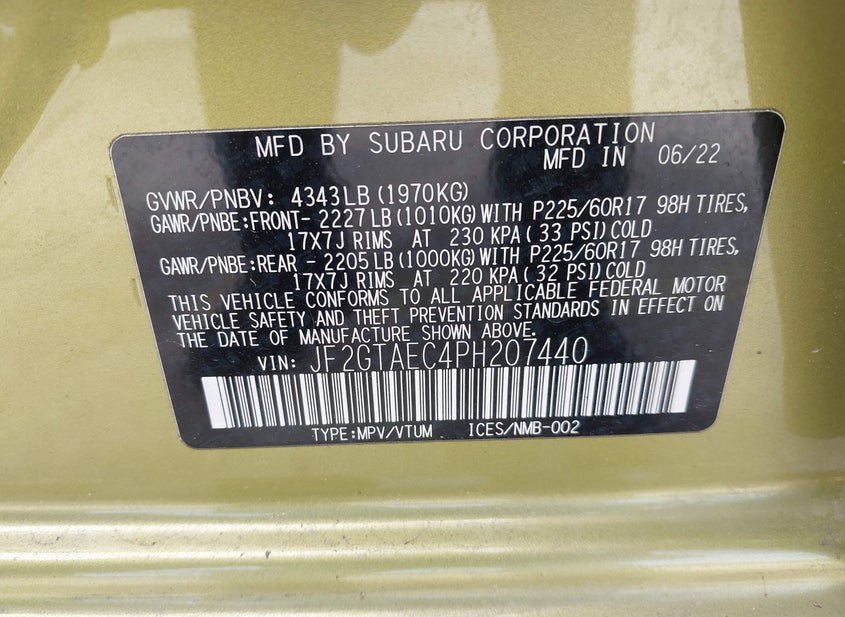 MFD BY SUBARU CORPORATION
MFD IN 06/22
GVWR/PNBV: 4343LB (1970KG)
GAWR/PNBE:FRONT- 2227LB(1010KG)WITH P225/60R17 98H TIRES,
17X7J RIMS AT 230 KPA( 33 PSI)COLD
GAWR/PNBE:REAR - 2205LB(1000KG)WITH P225/60R17 98H TIRES,
17X7J RIMS AT 220 KPA( 32 PSI)COLD
THIS VEHICLE CONFORMS TO ALL APPLICABLE FEDERAL MOTOR
VEHICLE SAFETY AND THEFT PREVENTION STANDARDS IN EFFECT ON
THE DATE OF MANUFACTURE SHOWN ABOVE.
VIN: JF2GTAEC4PH207440
TYPE:MPV/VTUM ICES/NMB-002